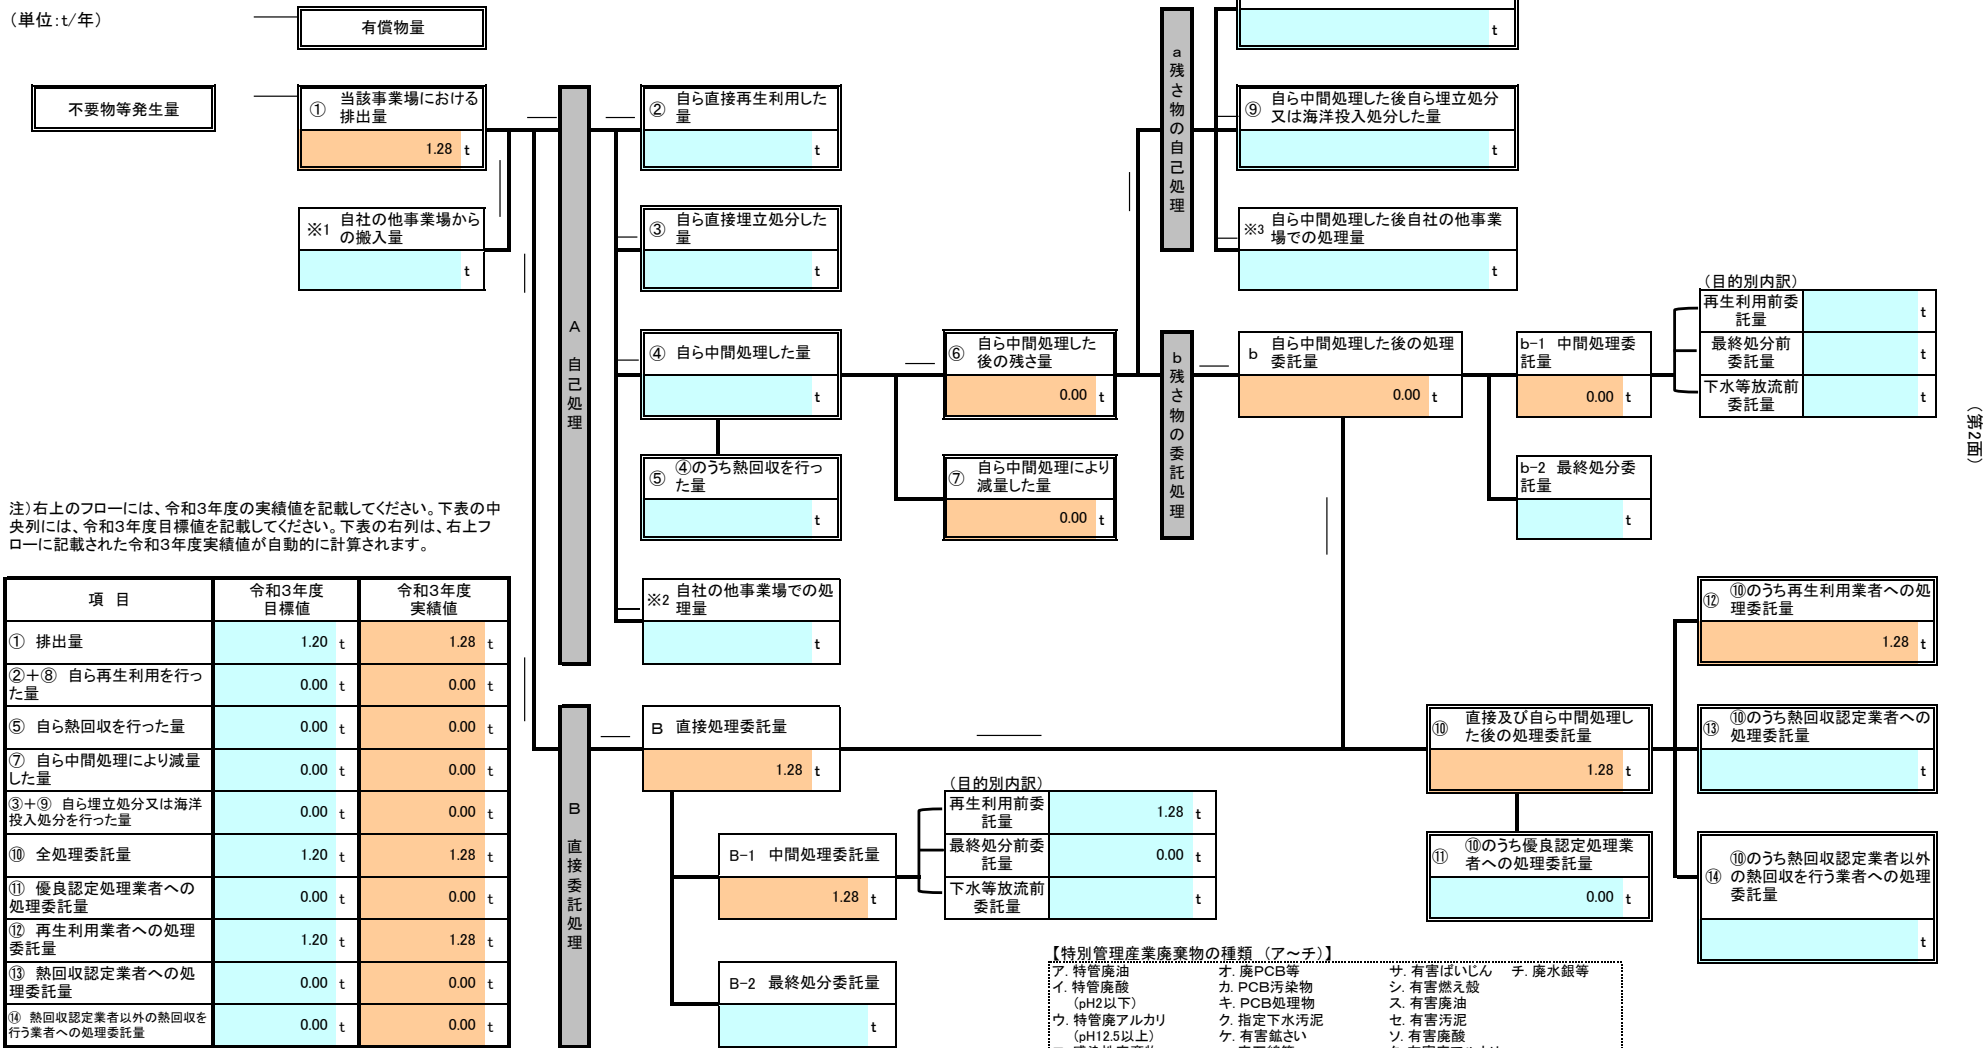 （単位：t/年）
有償物量
不要物等発生量
① 当該事業場における
排出量
1.28 t
※1 自社の他事業場から
の搬入量
t
A 自己処理
② 自ら直接再生利用した
量
t
③ 自ら直接埋立処分した
量
t
④ 自ら中間処理した量
t
⑤ ④のうち熱回収を行っ
た量
t
※2 自社の他事業場での処
理量
t
⑥ 自ら中間処理した
後の残さ量
0.00 t
⑦ 自ら中間処理により
減量した量
0.00 t
a 残さ物の自己処理
t
⑨ 自ら中間処理した後自ら埋立処分
又は海洋投入処分した量
t
※3 自ら中間処理した後自社の他事業
場での処理量
t
b 残さ物の委託処理
b 自ら中間処理した後の処理
委託量
0.00 t
b-1 中間処理委
託量
0.00 t
b-2 最終処分委
託量
t
（目的別内訳）
再生利用前委
託量
t
最終処分前
委託量
t
下水等放流前
委託量
t
（第2面）
注）右上のフローには、令和3年度の実績値を記載してください。下表の中
央列には、令和3年度目標値を記載してください。下表の右列は、右上フ
ローに記載された令和3年度実績値が自動的に計算されます。
項 目
令和3年度
目標値
令和3年度
実績値
① 排出量 1.20 t 1.28 t
②＋⑧ 自ら再生利用を行っ
た量 0.00 t 0.00 t
⑤ 自ら熱回収を行った量 0.00 t 0.00 t
⑦ 自ら中間処理により減量
した量 0.00 t 0.00 t
③＋⑨ 自ら埋立処分又は海洋
投入処分を行った量 0.00 t 0.00 t
⑩ 全処理委託量 1.20 t 1.28 t
⑪ 優良認定処理業者への
処理委託量 0.00 t 0.00 t
⑫ 再生利用業者への処理
委託量 1.20 t 1.28 t
⑬ 熱回収認定業者への処
理委託量 0.00 t 0.00 t
⑭ 熱回収認定業者以外の熱回収を
行う業者への処理委託量 0.00 t 0.00 t
B 直接委託処理
B 直接処理委託量
1.28 t
B-1 中間処理委託量
1.28 t
B-2 最終処分委託量
t
（目的別内訳）
再生利用前委
託量
1.28 t
最終処分前委
託量
0.00 t
下水等放流前
委託量
t
⑩ 直接及び自ら中間処理し
た後の処理委託量
1.28 t
⑪ ⑩のうち優良認定処理業
者への処理委託量
0.00 t
⑫ ⑩のうち再生利用業者への処
理委託量
1.28 t
⑬ ⑩のうち熱回収認定業者への
処理委託量
t
⑭ ⑩のうち熱回収認定業者以外
の熱回収を行う業者への処理
委託量
t
【特別管理産業廃棄物の種類 （ア～チ）】
ア. 特管廃油 オ. 廃PCB等 サ. 有害ばいじん チ. 廃水銀等
イ. 特管廃酸 カ. PCB汚染物 シ. 有害燃え殻
（pH2以下） キ. PCB処理物 ス. 有害廃油
ウ. 特管廃アルカリ ク. 指定下水汚泥 セ. 有害汚泥
（pH12.5以上） ケ. 有害鉱さい ソ. 有害廃酸